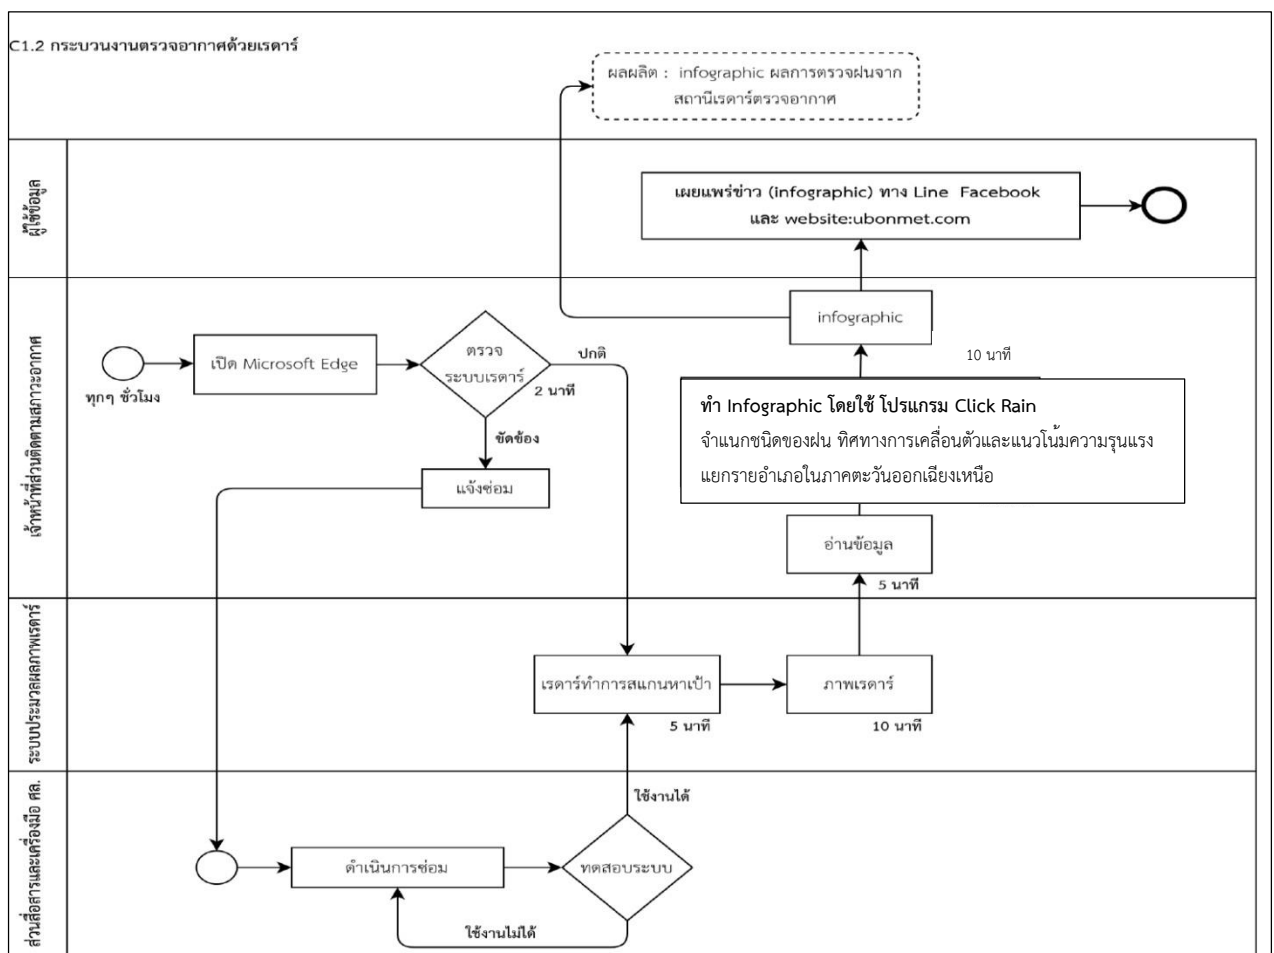 C1.2 กระบวนงานตรวจอากาศด้วยเรดาร์
ผลผลิต : infographic ผลการตรวจฝนจาก
สถานีเรดาร์ตรวจอากาศ
ผู้ใช้ข้อมูล
เผยแพร่ข่าว (infographic) ทาง Line Facebook
และ website:ubonmet.com
เจ้าหน้าที่ส่วนติดตามสภาวะอากาศ
infographic
10 นาที
ทุกๆ ชั่วโมง
เปิด Microsoft Edge
ตรวจ
ระบบเรดาร์
2 นาที
ปกติ
ขัดข้อง
แจ้งซ่อม
ทำ Infographic โดยใช้ โปรแกรม Click Rain
จำแนกชนิดของฝน ทิศทางการเคลื่อนตัวและแนวโน้มความรุนแรง
แยกรายอำเภอในภาคตะวันออกเฉียงเหนือ
อ่านข้อมูล
5 นาที
ระบบประมวลผลภาพเรดาร์
เรดาร์ทำการสแกนหาเป้า
5 นาที
ภาพเรดาร์
10 นาที
ส่วนสื่อสารและเครื่องมือ ศล.
ใช้งานได้
ดำเนินการซ่อม
ทดสอบระบบ
ใช้งานไม่ได้